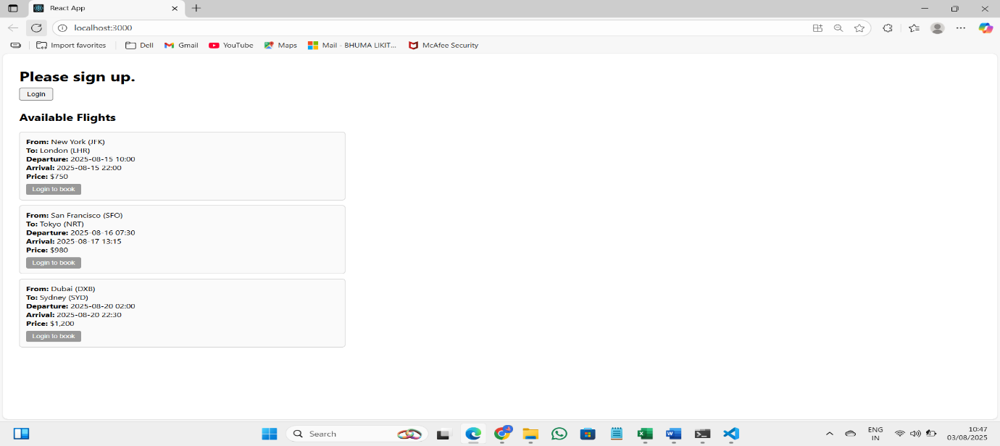 React App
localhost:3000
Import favorites
Dell
Gmail
YouTube
Maps
Mail - BHUMA LIKIT...
McAfee Security
Please sign up.
Login
Available Flights
From: New York (JFK)
To: London (LHR)
Departure: 2025-08-15 10:00
Arrival: 2025-08-15 22:00
Price: $750
Login to book
From: San Francisco (SFO)
To: Tokyo (NRT)
Departure: 2025-08-16 07:30
Arrival: 2025-08-17 13:15
Price: $980
Login to book
From: Dubai (DXB)
To: Sydney (SYD)
Departure: 2025-08-20 02:00
Arrival: 2025-08-20 22:30
Price: $1,200
Login to book
Search
ENG
IN
10:47
03/08/2025